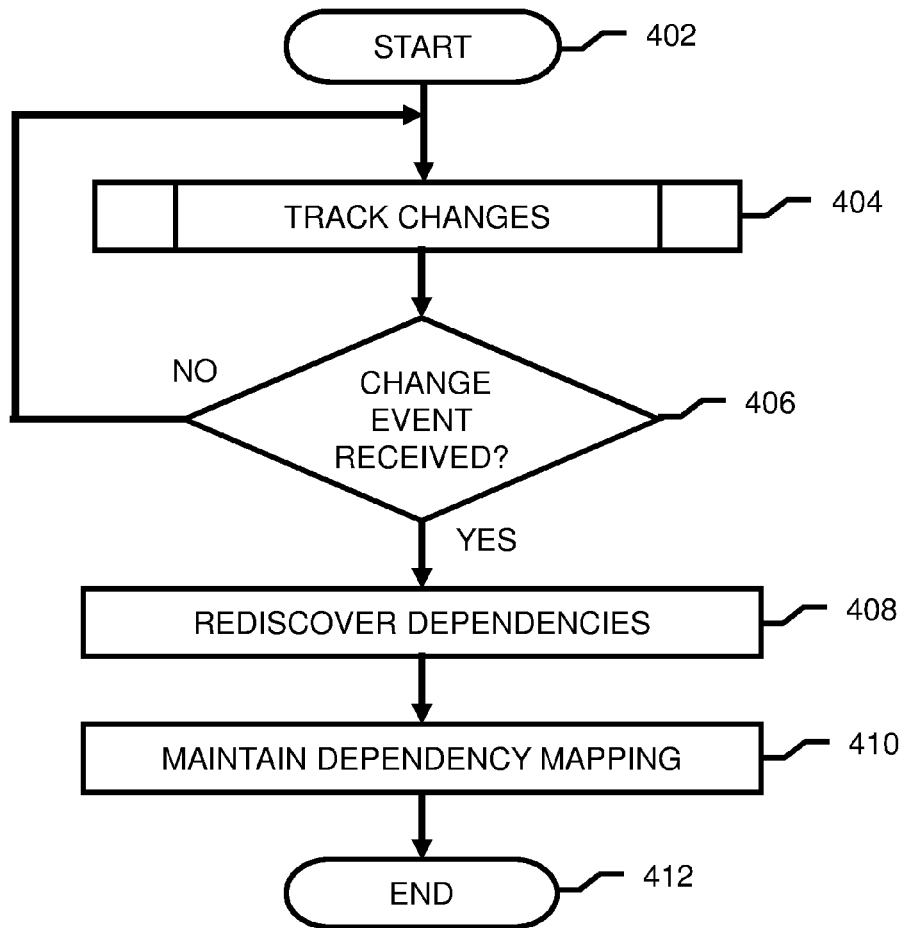 START
402
TRACK CHANGES
404
NO
CHANGE
EVENT
RECEIVED?
406
YES
REDISCOVER DEPENDENCIES
408
MAINTAIN DEPENDENCY MAPPING
410
END
412